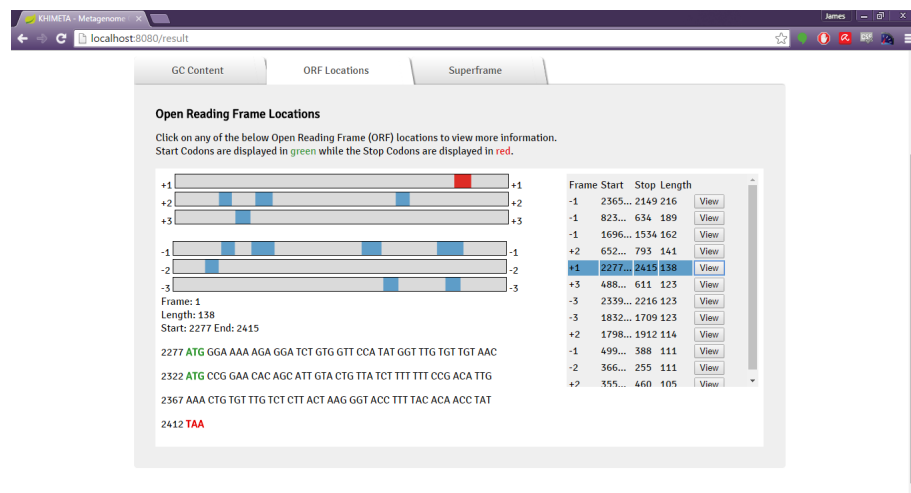 KHIMETA - Metagenome
James
localhost:8080/result
GC Content
ORF Locations
Superframe
Open Reading Frame Locations
Click on any of the below Open Reading Frame (ORF) locations to view more information.
Start Codons are displayed in green while the Stop Codons are displayed in red.
+1 +1
+2 +2
+3 +3
-1 -1
-2 -2
-3 -3
Frame: 1
Length: 138
Start: 2277 End: 2415
2277 ATG GGA AAA AGA GGA TCT GTG GTT CCA TAT GGT TTG TGT TGT AAC
2322 ATG CCG GAA CAC AGC ATT GTA CTG TTA TCT TTT TTT CCG ACA TTG
2367 AAA CTG TGT TTG TCT CTT ACT AAG GGT ACC TTT TAC ACA ACC TAT
2412 TAA
Frame Start Stop Length
-1 2365... 2149 216 View
-1 823... 634 189 View
-1 1696... 1534 162 View
+2 652... 793 141 View
+1 2277... 2415 138 View
+3 488... 611 123 View
-3 2339... 2216 123 View
-3 1832... 1709 123 View
+2 1798... 1912 114 View
-1 499... 388 111 View
-2 366... 255 111 View
+2 355... 460 105 View